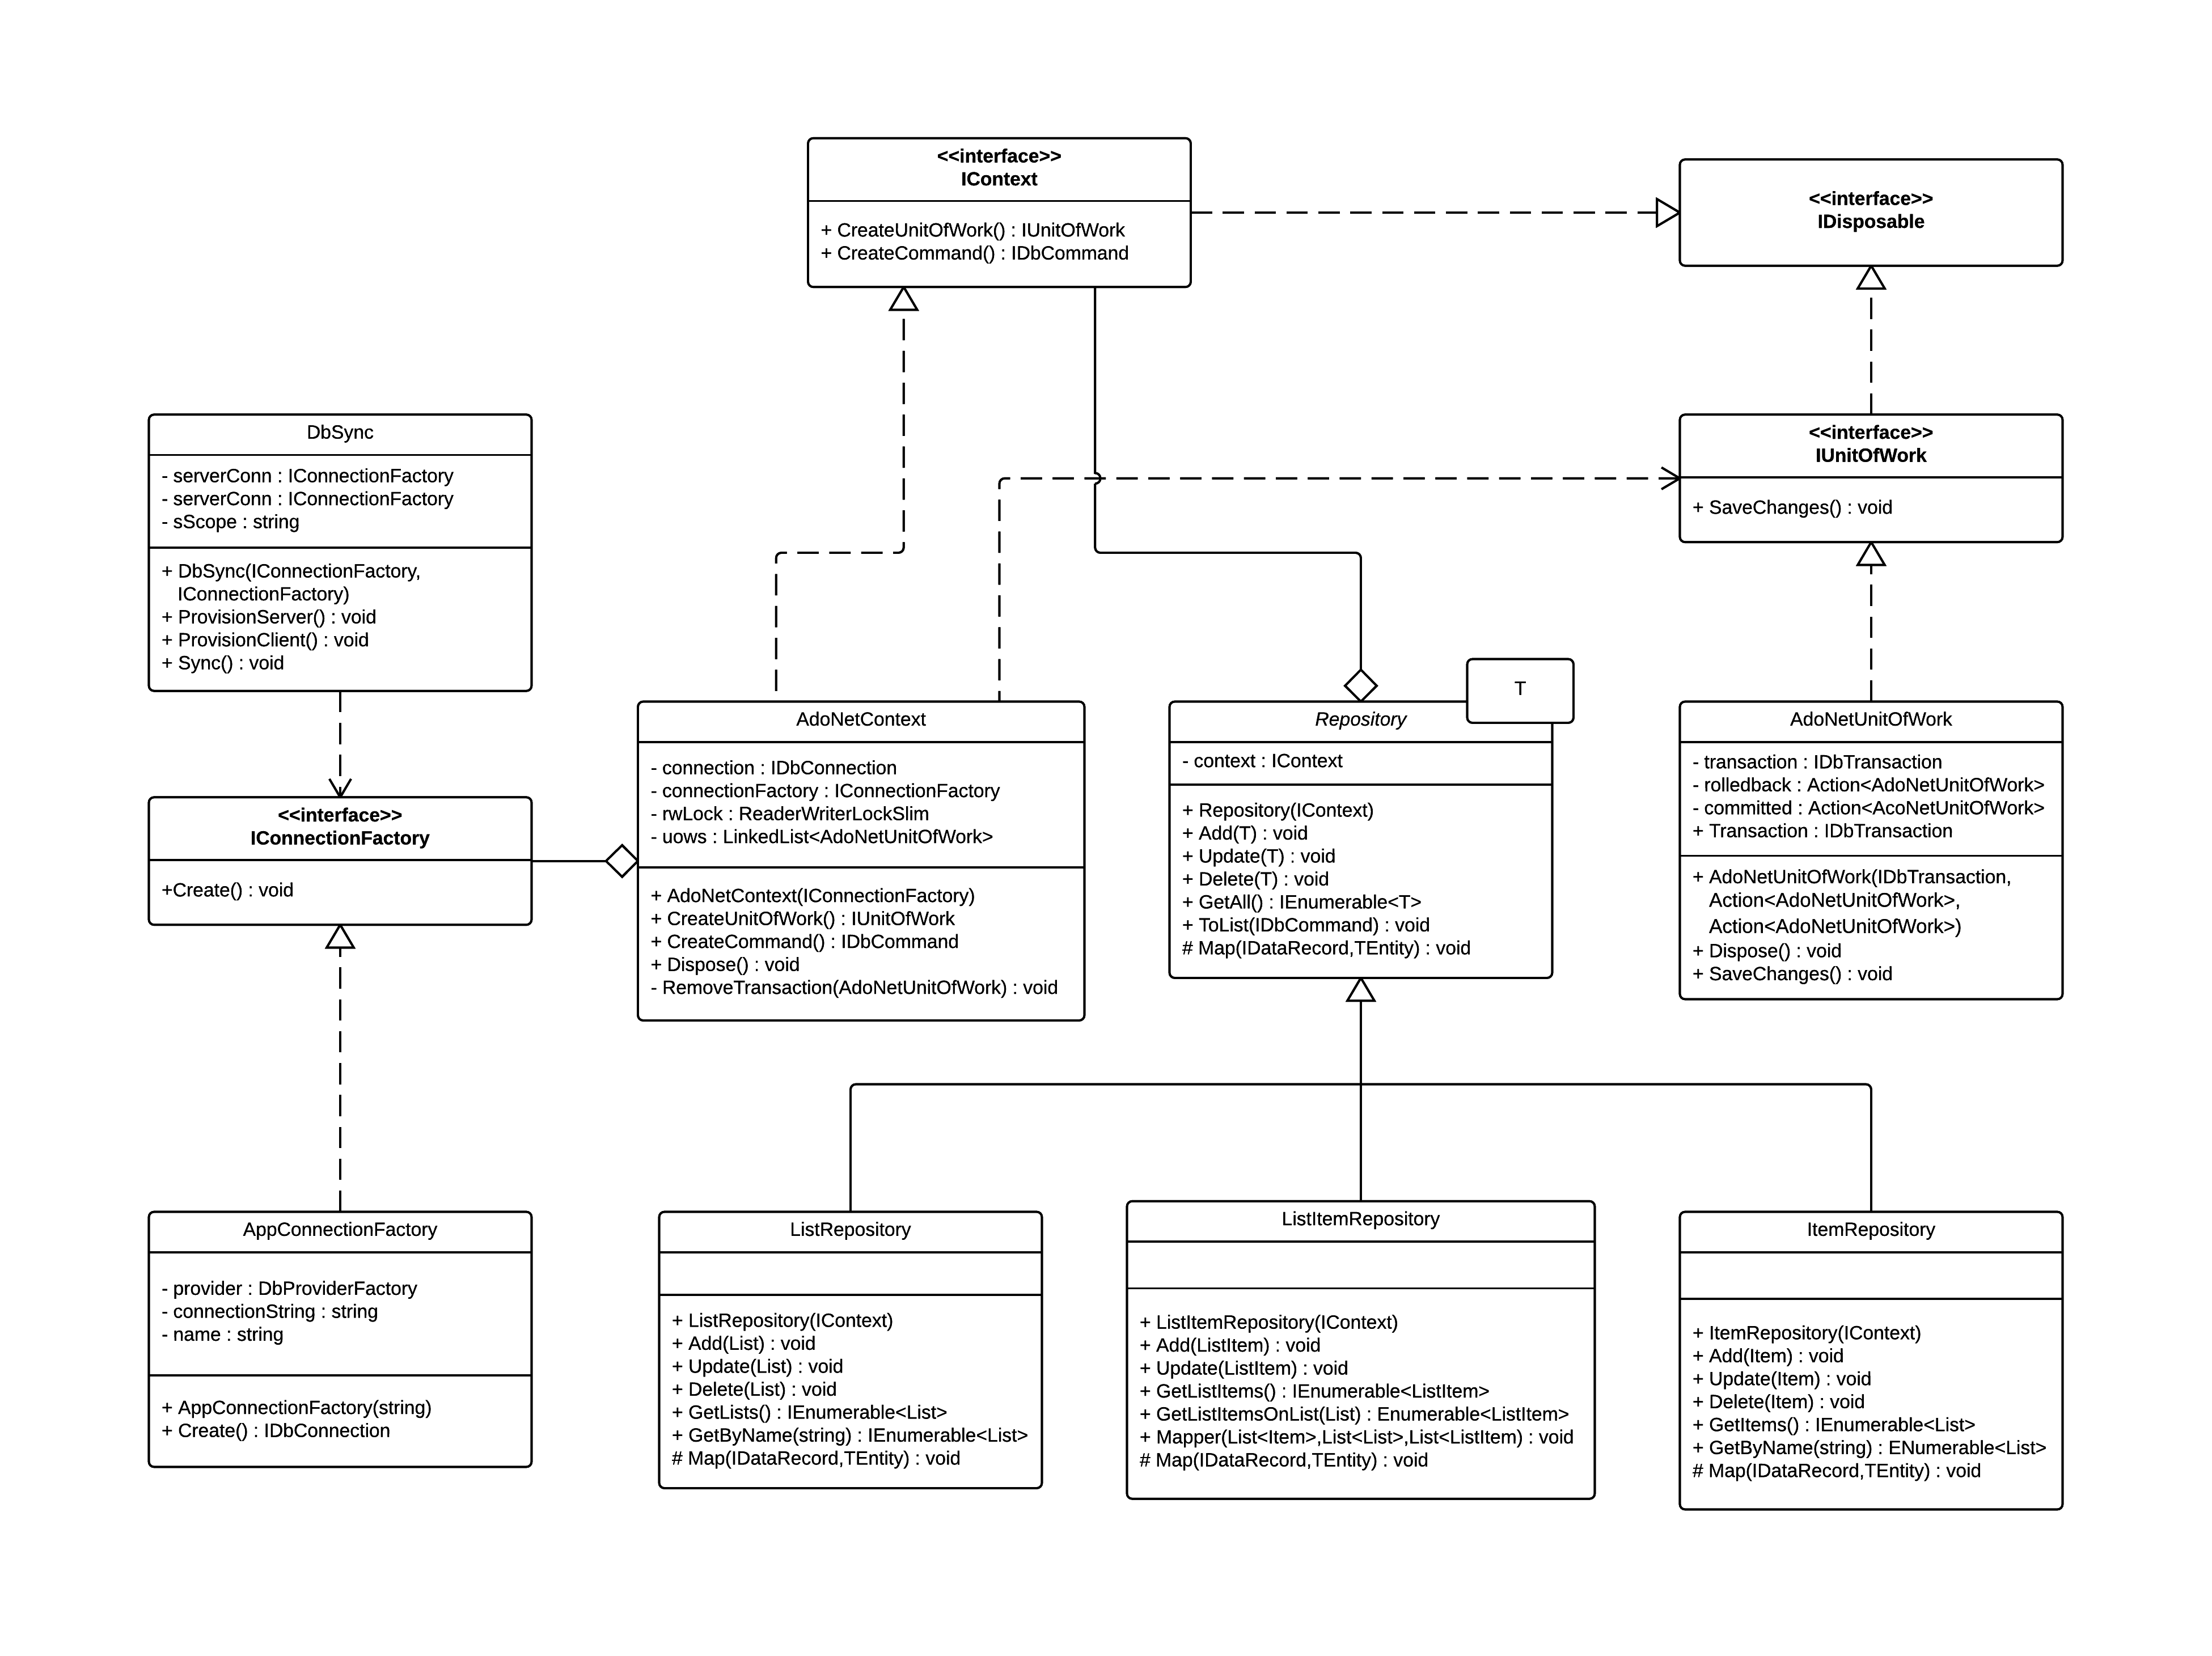 <<interface>>
IContext
+ CreateUnitOfWork() : IUnitOfWork
+ CreateCommand() : IDbCommand
<<interface>>
IDisposable
DbSync
- serverConn : IConnectionFactory
- serverConn : IConnectionFactory
- sScope : string
+ DbSync(IConnectionFactory,
IConnectionFactory)
+ ProvisionServer() : void
+ ProvisionClient() : void
+ Sync() : void
<<interface>>
IUnitOfWork
+ SaveChanges() : void
<<interface>>
IConnectionFactory
+Create() : void
AdoNetContext
- connection : IDbConnection
- connectionFactory : IConnectionFactory
- rwLock : ReaderWriterLockSlim
- uows : LinkedList<AdoNetUnitOfWork>
+ AdoNetContext(IConnectionFactory)
+ CreateUnitOfWork() : IUnitOfWork
+ CreateCommand() : IDbCommand
+ Dispose() : void
- RemoveTransaction(AdoNetUnitOfWork) : void
T
Repository
- context : IContext
+ Repository(IContext)
+ Add(T) : void
+ Update(T) : void
+ Delete(T) : void
+ GetAll() : IEnumerable<T>
+ ToList(IDbCommand) : void
# Map(IDataRecord,TEntity) : void
AdoNetUnitOfWork
- transaction : IDbTransaction
- rolledback : Action<AdoNetUnitOfWork>
- committed : Action<AcoNetUnitOfWork>
+ Transaction : IDbTransaction
+ AdoNetUnitOfWork(IDbTransaction,
Action<AdoNetUnitOfWork>,
Action<AdoNetUnitOfWork>)
+ Dispose() : void
+ SaveChanges() : void
AppConnectionFactory
- provider : DbProviderFactory
- connectionString : string
- name : string
+ AppConnectionFactory(string)
+ Create() : IDbConnection
ListRepository
+ ListRepository(IContext)
+ Add(List) : void
+ Update(List) : void
+ Delete(List) : void
+ GetLists() : IEnumerable<List>
+ GetByName(string) : IEnumerable<List>
# Map(IDataRecord,TEntity) : void
ListItemRepository
+ ListItemRepository(IContext)
+ Add(ListItem) : void
+ Update(ListItem) : void
+ GetListItems() : IEnumerable<ListItem>
+ GetListItemsOnList(List) : Enumerable<ListItem>
+ Mapper(List<Item>,List<List>,List<ListItem) : void
# Map(IDataRecord,TEntity) : void
ItemRepository
+ ItemRepository(IContext)
+ Add(Item) : void
+ Update(Item) : void
+ Delete(Item) : void
+ GetItems() : IEnumerable<List>
+ GetByName(string) : ENumerable<List>
# Map(IDataRecord,TEntity) : void